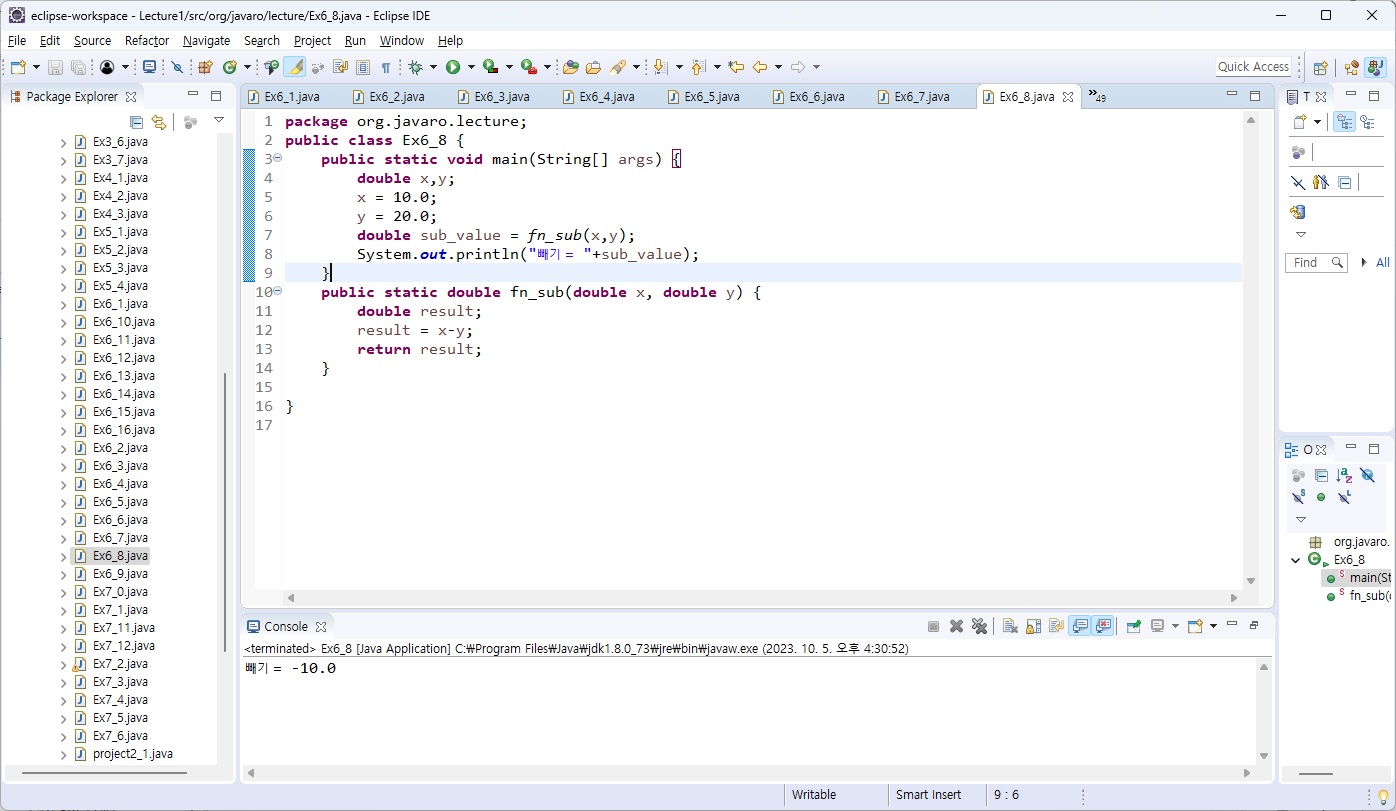 eclipse-workspace - Lecture1/src/org/javaro/lecture/Ex6_8.java - Eclipse IDE
File Edit Source Refactor Navigate Search Project Run Window Help
Quick Access
Package Explorer
Ex3_6.java
Ex3_7.java
Ex4_1.java
Ex4_2.java
Ex4_3.java
Ex5_1.java
Ex5_2.java
Ex5_3.java
Ex5_4.java
Ex6_1.java
Ex6_10.java
Ex6_11.java
Ex6_12.java
Ex6_13.java
Ex6_14.java
Ex6_15.java
Ex6_16.java
Ex6_2.java
Ex6_3.java
Ex6_4.java
Ex6_5.java
Ex6_6.java
Ex6_7.java
Ex6_8.java
Ex6_9.java
Ex7_0.java
Ex7_1.java
Ex7_11.java
Ex7_12.java
Ex7_2.java
Ex7_3.java
Ex7_4.java
Ex7_5.java
Ex7_6.java
project2_1.java
Ex6_1.java Ex6_2.java Ex6_3.java Ex6_4.java Ex6_5.java Ex6_6.java Ex6_7.java Ex6_8.java »49
1 package org.javaro.lecture;
2 public class Ex6_8 {
3 public static void main(String[] args) {
4 double x,y;
5 x = 10.0;
6 y = 20.0;
7 double sub_value = fn_sub(x,y);
8 System.out.println("빼기 = "+sub_value);
9 }
10 public static double fn_sub(double x, double y) {
11 double result;
12 result = x-y;
13 return result;
14 }
15
16 }
17
Console
<terminated> Ex6_8 [Java Application] C:₩Program Files₩Java₩jdk1.8.0_73₩jre₩bin₩javaw.exe (2023. 10. 5. 오후 4:30:52)
빼기 = -10.0
T
Find All
O
org.javaro.
Ex6_8
main(St
fn_sub(
Writable Smart Insert 9 : 6